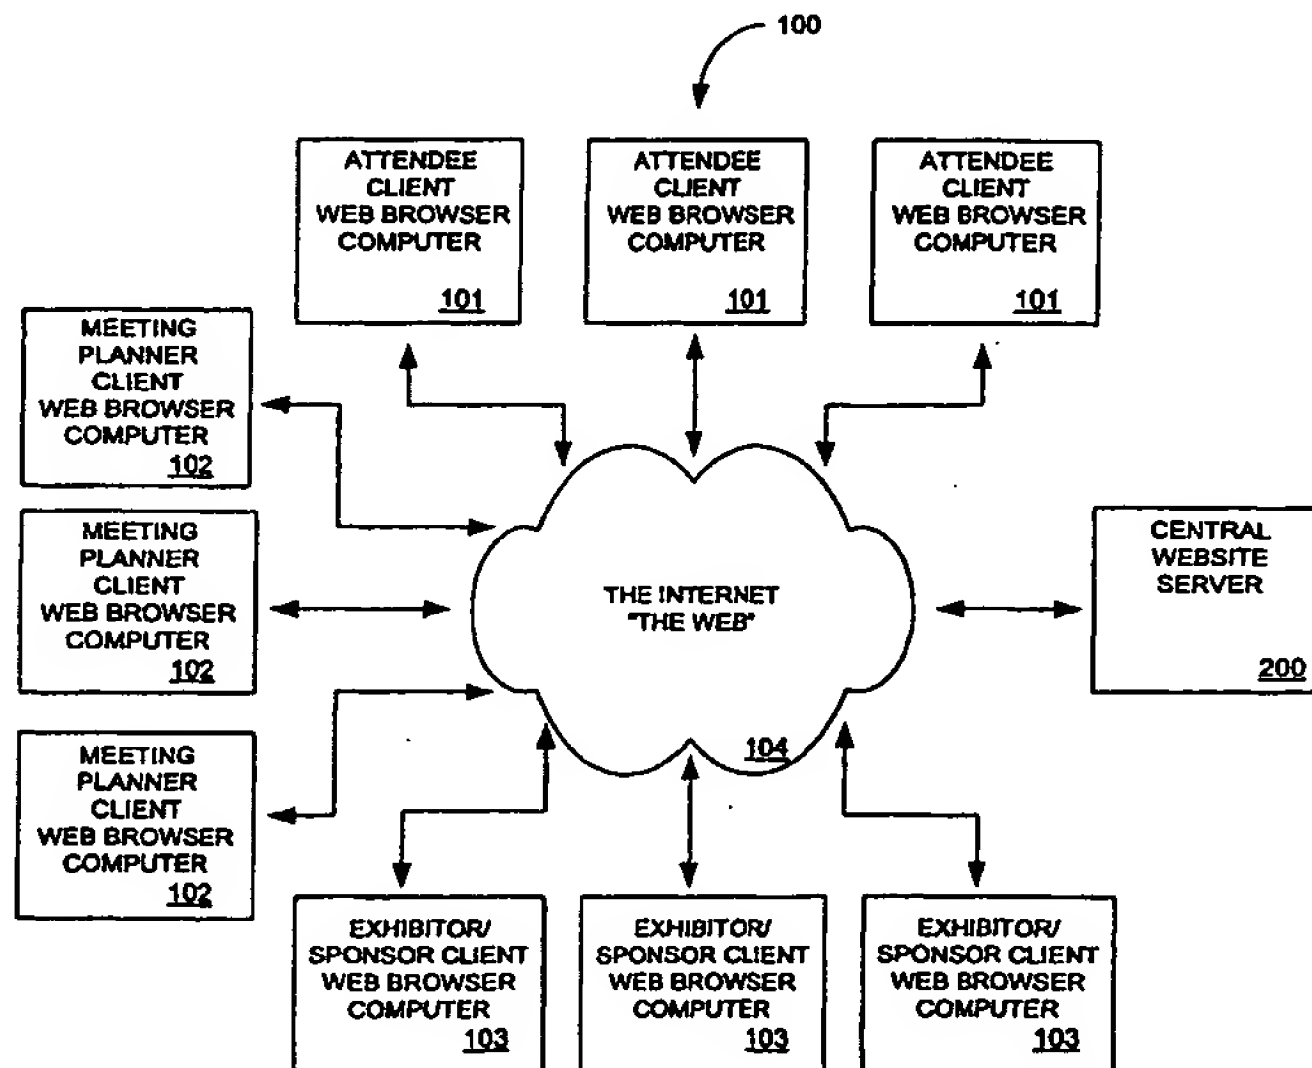 100
ATTENDEE
CLIENT
WEB BROWSER
COMPUTER
101
ATTENDEE
CLIENT
WEB BROWSER
COMPUTER
101
ATTENDEE
CLIENT
WEB BROWSER
COMPUTER
101
MEETING
PLANNER
CLIENT
WEB BROWSER
COMPUTER
102
MEETING
PLANNER
CLIENT
WEB BROWSER
COMPUTER
102
MEETING
PLANNER
CLIENT
WEB BROWSER
COMPUTER
102
THE INTERNET
"THE WEB"
104
CENTRAL
WEBSITE
SERVER
200
EXHIBITOR/
SPONSOR CLIENT
WEB BROWSER
COMPUTER
103
EXHIBITOR/
SPONSOR CLIENT
WEB BROWSER
COMPUTER
103
EXHIBITOR/
SPONSOR CLIENT
WEB BROWSER
COMPUTER
103